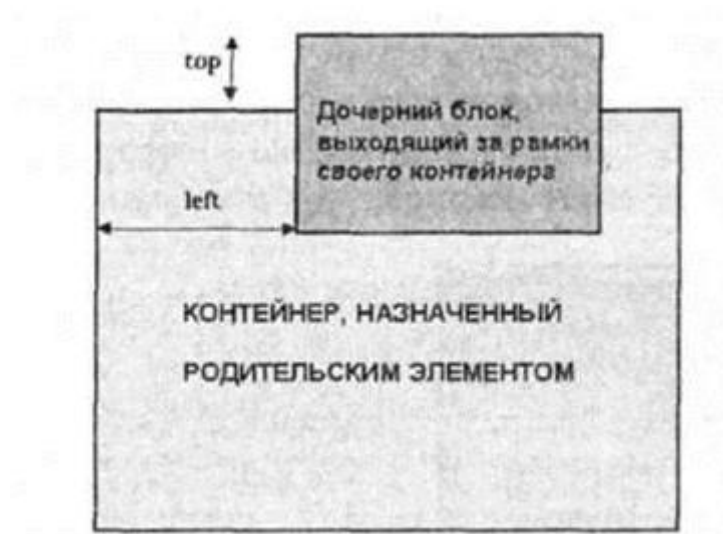 top
Дочерний блок,
выходящий за рамки
своего контейнера
left
КОНТЕЙНЕР, НАЗНАЧЕННЫЙ
РОДИТЕЛЬСКИМ ЭЛЕМЕНТОМ